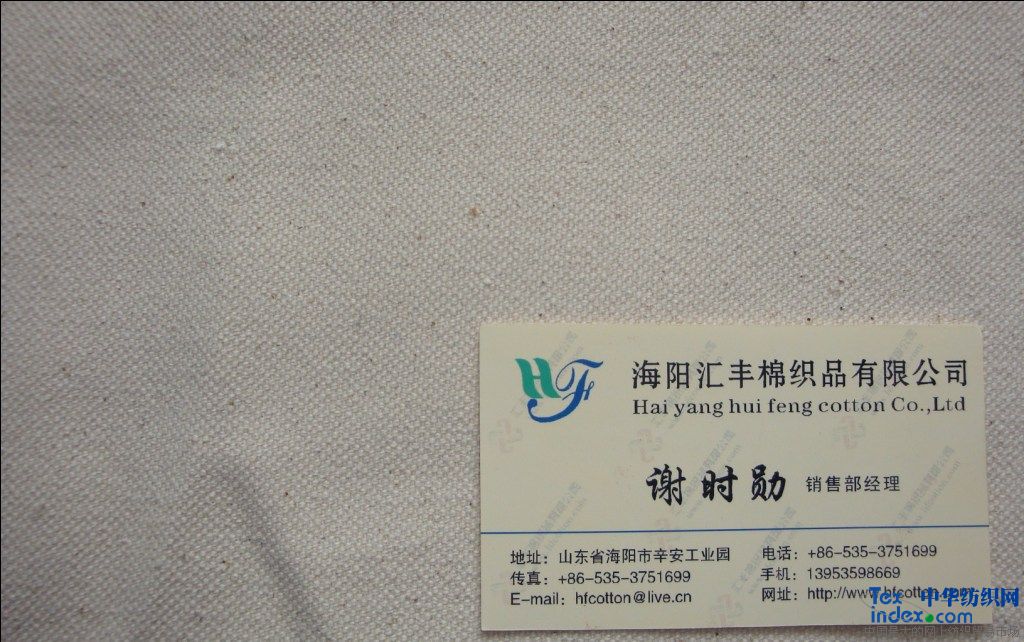 HF
海阳汇丰棉织品有限公司
Hai yang hui feng cotton Co.,Ltd
谢时勋 销售部经理
地址：山东省海阳市辛安工业园 电话：+86-535-3751699
传真：+86-535-3751699 手机：13953598669
E-mail：hfcotton@live.cn 网址：http://www.hfcotton.com.cn
Tex 中华纺织网
index.com